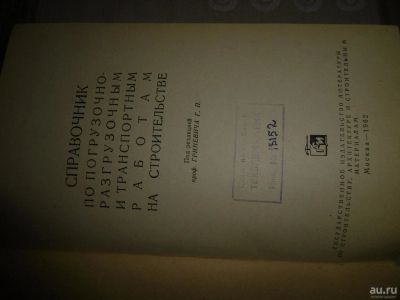 СПРАВОЧНИК
ПО ПОГРУЗОЧНО-
РАЗГРУЗОЧНЫМ
И ТРАНСПОРТНЫМ
РАБОТАМ
НА СТРОИТЕЛЬСТВЕ
Под редакцией
проф. ГРИНЕВИЧА Г. П.
15152
ГОСУДАРСТВЕННОЕ ИЗДАТЕЛЬСТВО ЛИТЕРАТУРЫ
ПО СТРОИТЕЛЬСТВУ, АРХИТЕКТУРЕ И СТРОИТЕЛЬНЫМ
МАТЕРИАЛАМ
Москва — 1962
au.ru